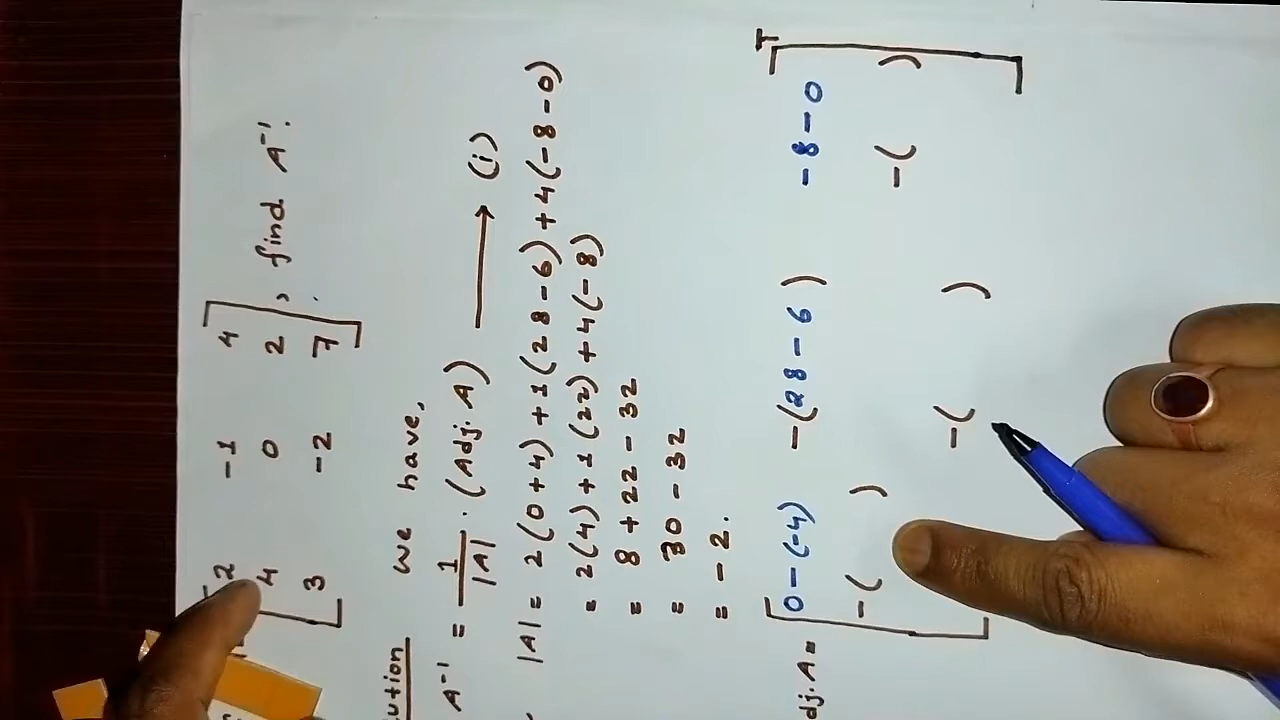 2 -1 4
4 0 2 , find A⁻¹.
3 -2 7
ution we have,
A⁻¹ = 1/|A| . (Adj. A) ⟶ (i)
|A| = 2(0+4)+1(28-6)+4(-8-0)
= 2(4)+1(22)+4(-8)
= 8+22-32
= 30-32
= -2.
dj. A = [ 0-(-4) -(28-6) -8-0 ]ᵀ
-( ) -( )
-( )